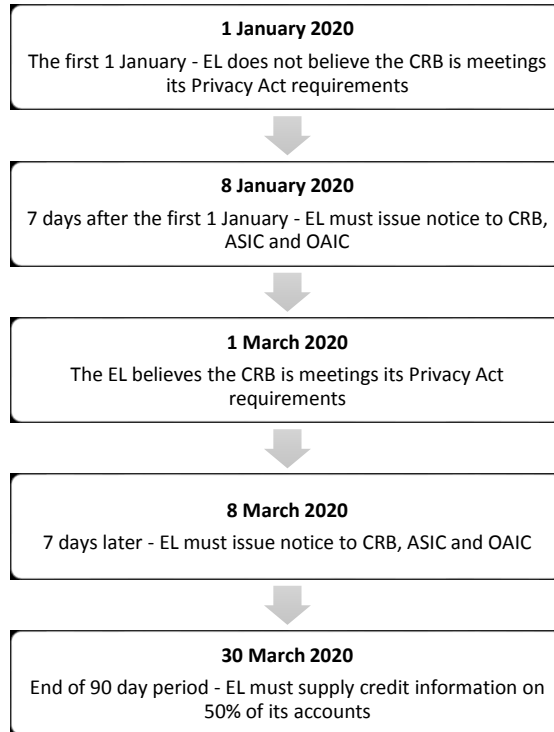 1 January 2020
The first 1 January - EL does not believe the CRB is meetings
its Privacy Act requirements
8 January 2020
7 days after the first 1 January - EL must issue notice to CRB,
ASIC and OAIC
1 March 2020
The EL believes the CRB is meetings its Privacy Act
requirements
8 March 2020
7 days later - EL must issue notice to CRB, ASIC and OAIC
30 March 2020
End of 90 day period - EL must supply credit information on
50% of its accounts